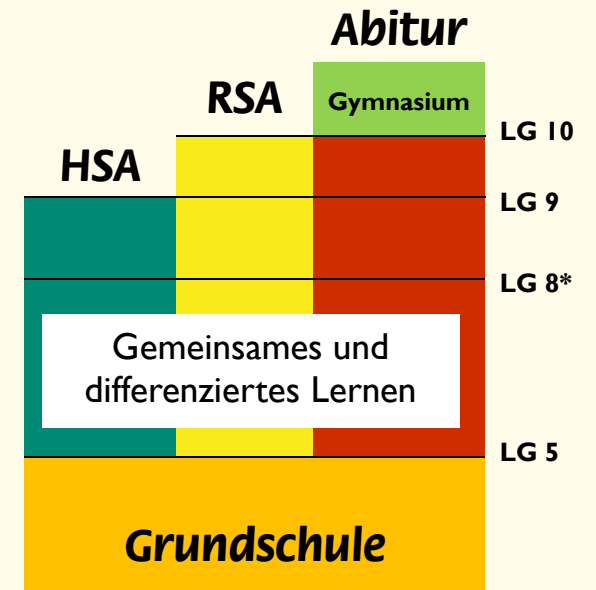 Abitur
RSA
Gymnasium
LG 10
HSA
LG 9
LG 8*
Gemeinsames und
differenziertes Lernen
LG 5
Grundschule